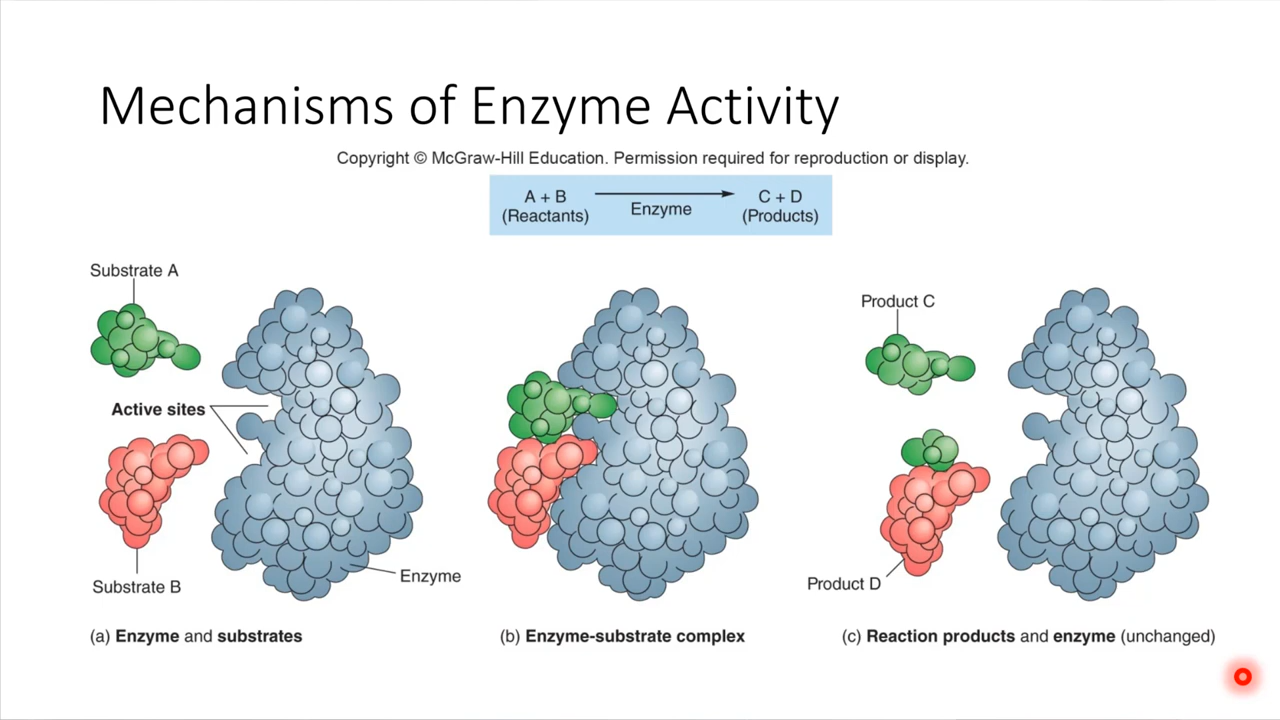 Mechanisms of Enzyme Activity
Copyright © McGraw-Hill Education. Permission required for reproduction or display.
A + B
(Reactants)
Enzyme
C + D
(Products)
Substrate A
Active sites
Substrate B
Enzyme
Product C
Product D
(a) Enzyme and substrates
(b) Enzyme-substrate complex
(c) Reaction products and enzyme (unchanged)